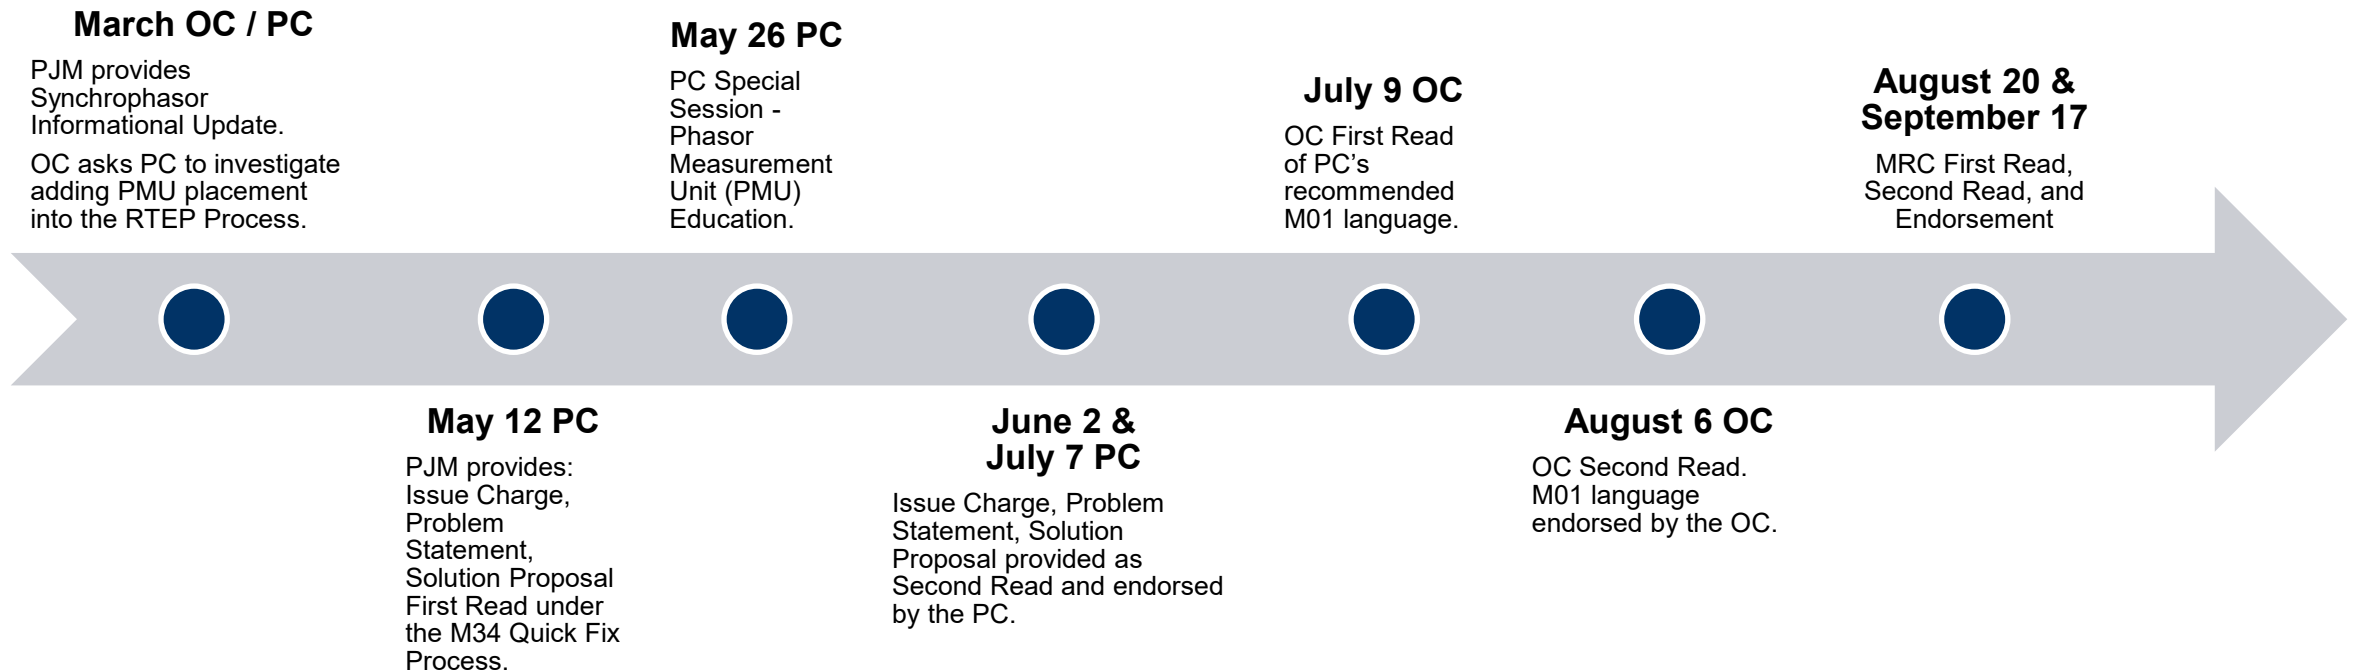 March OC / PC
PJM provides
Synchrophasor
Informational Update.
OC asks PC to investigate
adding PMU placement
into the RTEP Process.
May 12 PC
PJM provides:
Issue Charge,
Problem
Statement,
Solution Proposal
First Read under
the M34 Quick Fix
Process.
May 26 PC
PC Special
Session -
Phasor
Measurement
Unit (PMU)
Education.
June 2 &
July 7 PC
Issue Charge, Problem
Statement, Solution
Proposal provided as
Second Read and endorsed
by the PC.
July 9 OC
OC First Read
of PC’s
recommended
M01 language.
August 6 OC
OC Second Read.
M01 language
endorsed by the OC.
August 20 &
September 17
MRC First Read,
Second Read, and
Endorsement